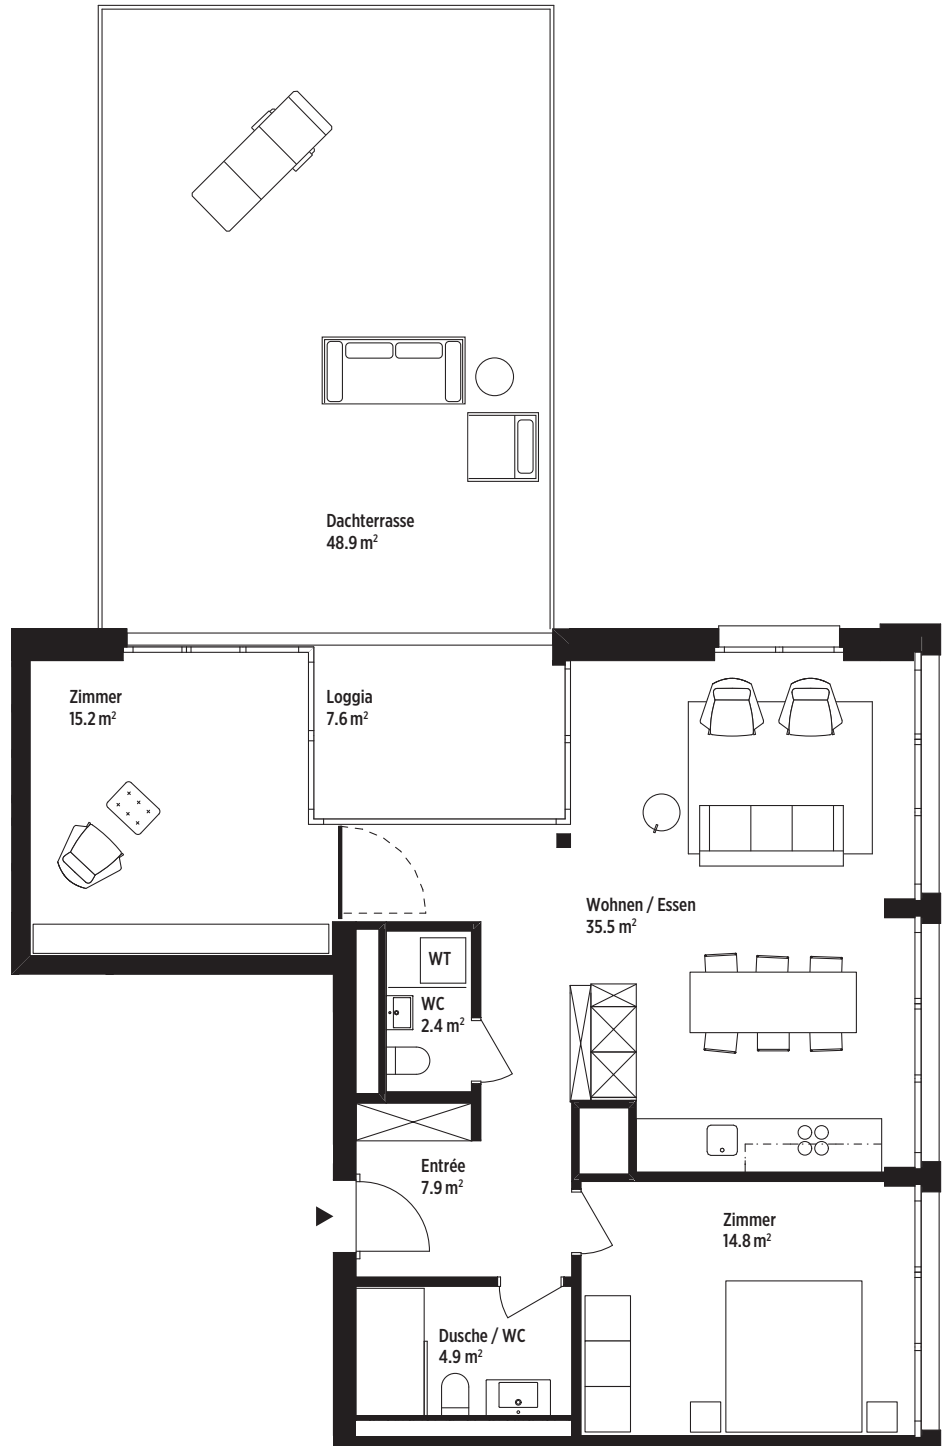 Dachterrasse
48.9 m²
Zimmer
15.2 m²
Loggia
7.6 m²
Wohnen / Essen
35.5 m²
WT
WC
2.4 m²
Entrée
7.9 m²
Zimmer
14.8 m²
Dusche / WC
4.9 m²